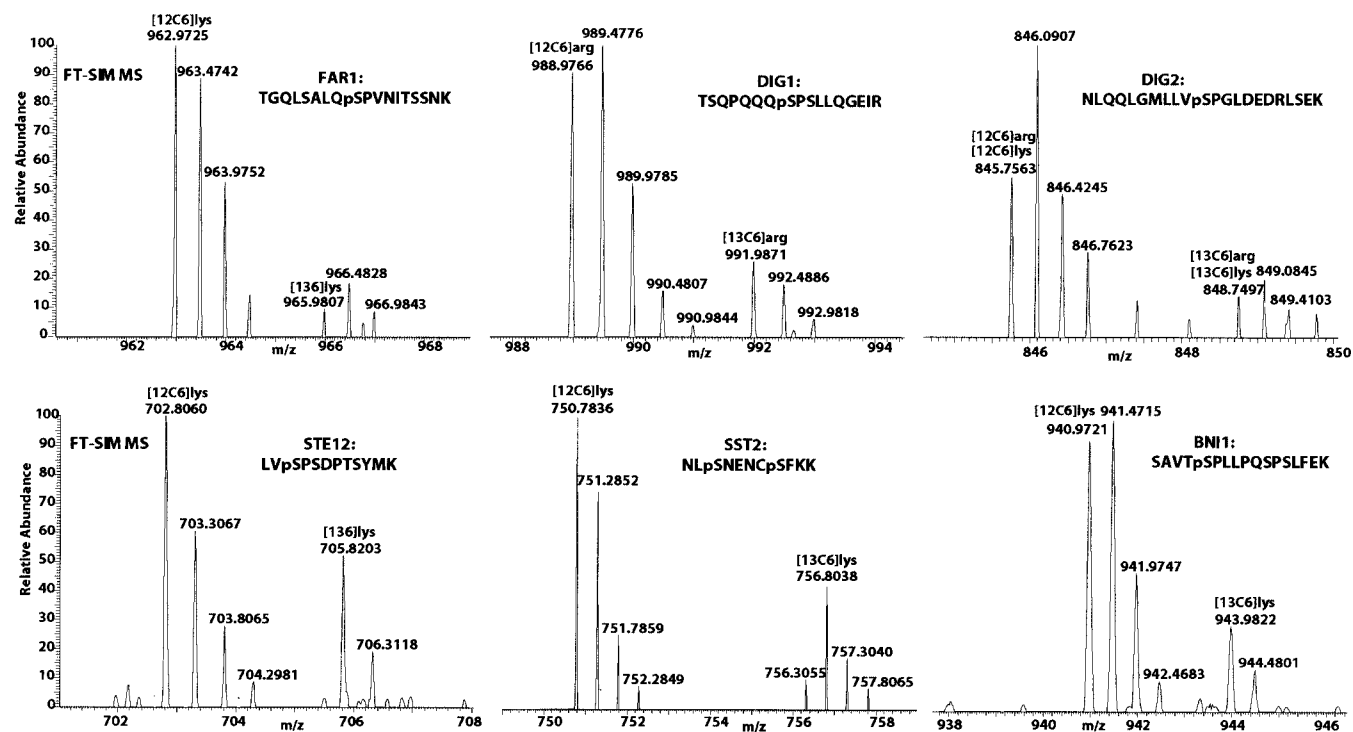 [12C6]lys
962.9725
100
90
80
70
60
50
40
30
20
10
0
Relative Abundance
FT-SIM MS
963.4742
963.9752
FAR1:
TGQLSALQpSPVNITSSNK
[136]lys
965.9807
966.4828
966.9843
962
964
966
968
m/z
[12C6]arg
988.9766
989.4776
989.9785
990.4807
990.9844
DIG1:
TSQPQQQpSPSLLQGEIR
[13C6]arg
991.9871
992.4886
992.9818
988
990
992
994
m/z
846.0907
[12C6]arg
[12C6]lys
845.7563
846.4245
846.7623
DIG2:
NLQQLGMLLVpSPGLDEDRLSEK
[13C6]arg
[13C6]lys
848.7497
849.0845
849.4103
846
848
850
m/z
[12C6]lys
702.8060
100
90
80
70
60
50
40
30
20
10
0
Relative Abundance
FT-SIM MS
703.3067
703.8065
704.2981
STE12:
LVpSPSDPTSYMK
[136]lys
705.8203
706.3118
702
704
706
708
m/z
[12C6]lys
750.7836
751.2852
751.7859
752.2849
SST2:
NLpSNENCpSFKK
[13C6]lys
756.8038
756.3055
757.3040
757.8065
750
752
754
756
758
m/z
[12C6]lys
940.9721
941.4715
941.9747
942.4683
BNI1:
SAVTpSPLLPQSPSLFEK
[13C6]lys
943.9822
944.4801
938
940
942
944
946
m/z